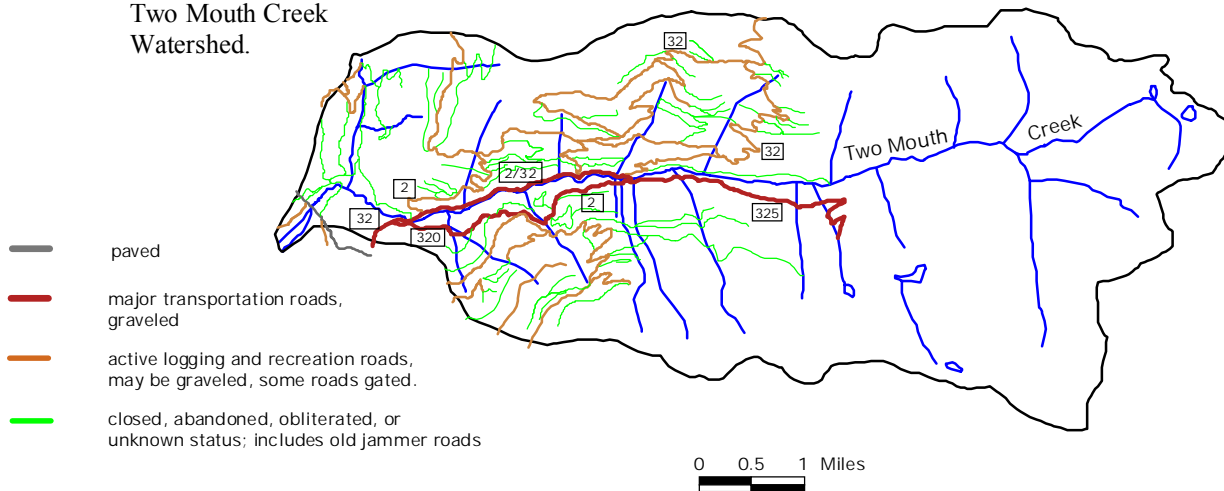 Two Mouth Creek
Watershed.
32
32
Two Mouth Creek
2/32
2
2
32
325
320
paved
major transportation roads,
graveled
active logging and recreation roads,
may be graveled, some roads gated.
closed, abandoned, obliterated, or
unknown status; includes old jammer roads
0 0.5 1 Miles